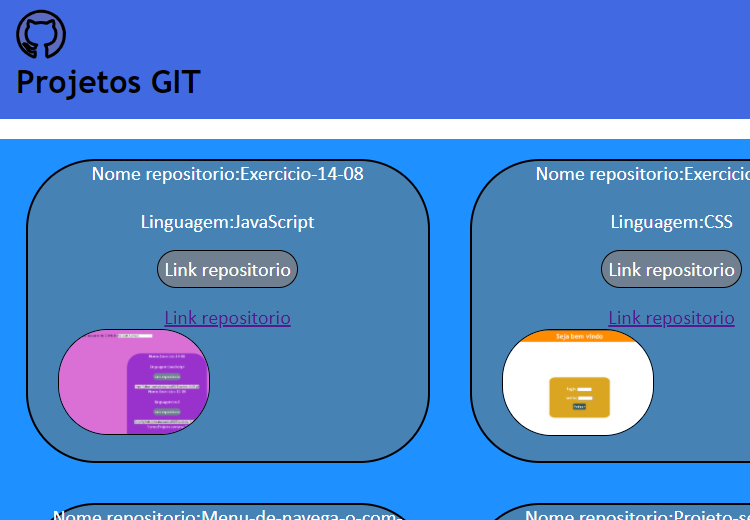 Projetos GIT
Nome repositorio:Exercicio-14-08
Linguagem:JavaScript
Link repositorio
Link repositorio
Nome repositorio:Exercicio
Linguagem:CSS
Link repositorio
Link repositorio
Seja bem vindo
Nome repositorio:Menu-de-navega-o-com-
Nome repositorio:Projeto-s